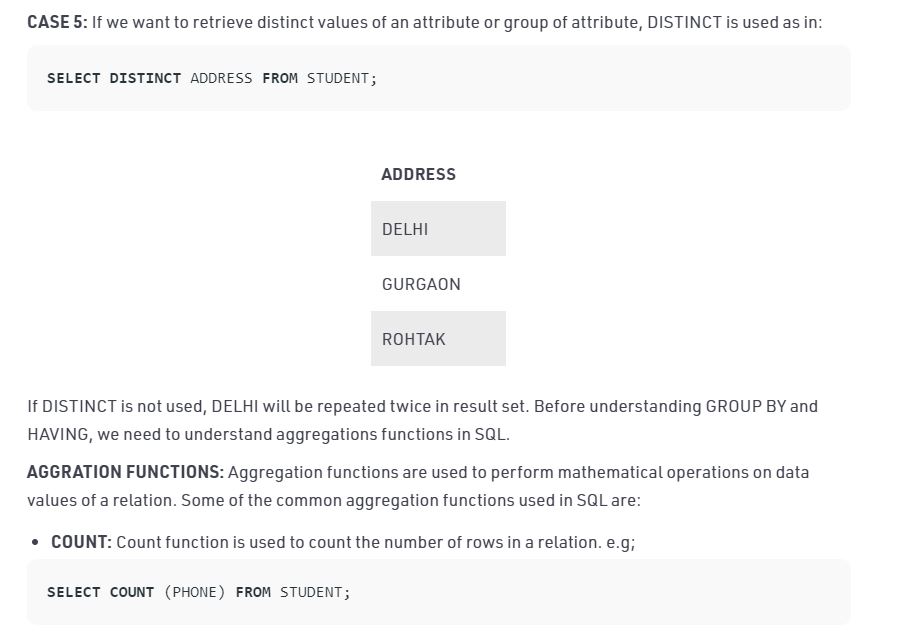 CASE 5: If we want to retrieve distinct values of an attribute or group of attribute, DISTINCT is used as in:
SELECT DISTINCT ADDRESS FROM STUDENT;
ADDRESS
DELHI
GURGAON
ROHTAK
If DISTINCT is not used, DELHI will be repeated twice in result set. Before understanding GROUP BY and
HAVING, we need to understand aggregations functions in SQL.
AGGRATION FUNCTIONS: Aggregation functions are used to perform mathematical operations on data
values of a relation. Some of the common aggregation functions used in SQL are:
• COUNT: Count function is used to count the number of rows in a relation. e.g;
SELECT COUNT (PHONE) FROM STUDENT;